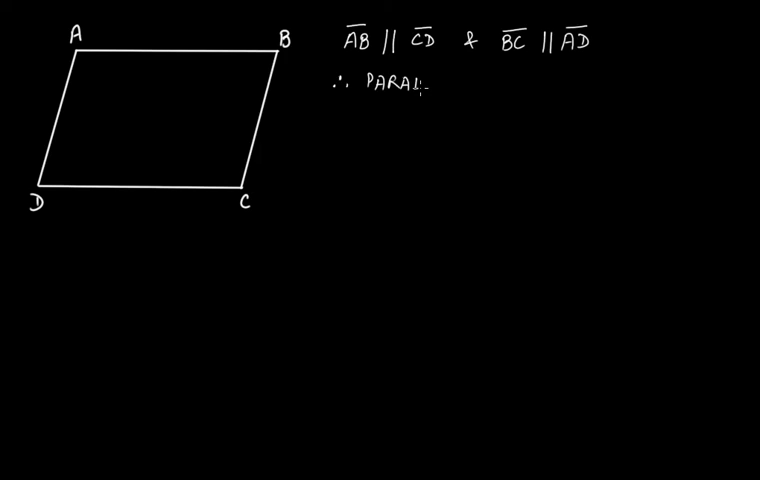 A
B
AB || CD & BC || AD
∴ PARAL
D
C